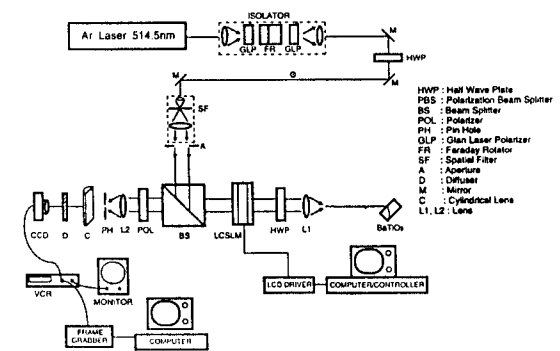 ISOLATOR
Ar Laser 514.5nm
GLP FR GLP
M
HWP
M M
SF
A
HWP : Half Wave Plate
PBS : Polarization Beam Splitter
BS : Beam Splitter
POL : Polarizer
PH : Pin Hole
GLP : Glan Laser Polarizer
FR : Faraday Rotator
SF : Spatial Filter
A : Aperture
D : Diffuser
M : Mirror
C : Cylindrical Lens
L1, L2 : Lens
CCD D C PH L2 POL BS LCSLM HWP L1 BaTiO3
VCR
MONITOR
LCD DRIVER
COMPUTER/CONTROLLER
FRAME
GRABBER
COMPUTER